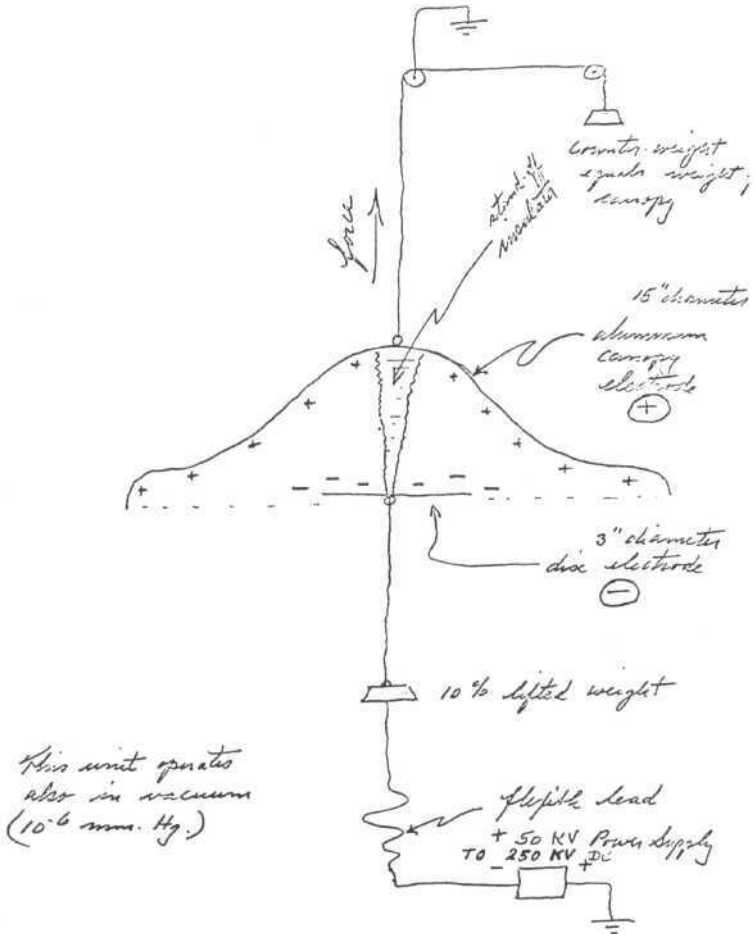 Counter-weight
equals weight
canopy
force
insulator
15" diameter
aluminum
canopy
electrode
+
3" diameter
disc electrode
−
10% lifted weight
This unit operates
also in vacuum
(10-6 mm. Hg.)
flexible lead
+ 50 KV Power Supply
TO 250 KV DC
- +